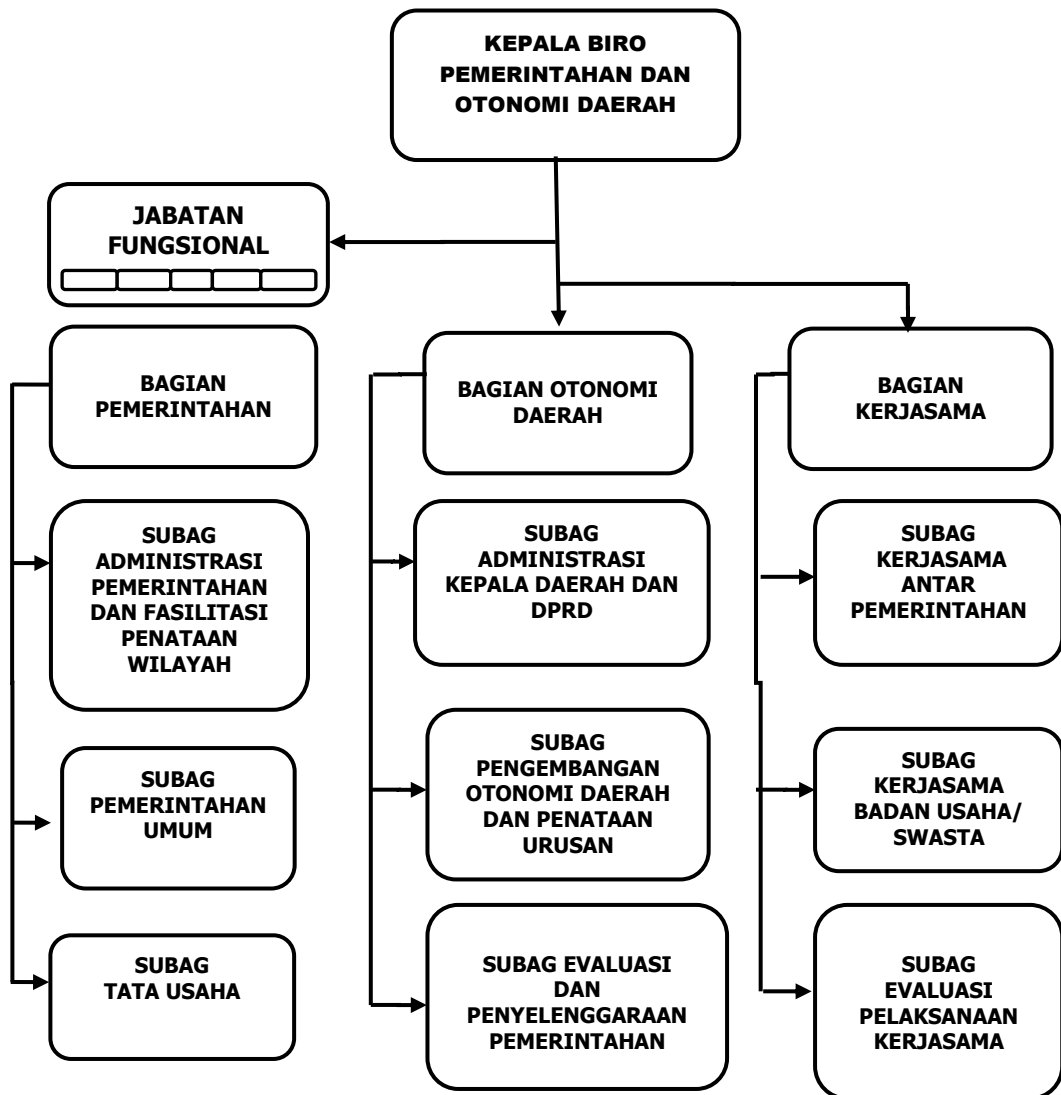 KEPALA BIRO
PEMERINTAHAN DAN
OTONOMI DAERAH
JABATAN
FUNGSIONAL
BAGIAN
PEMERINTAHAN
BAGIAN OTONOMI
DAERAH
BAGIAN
KERJASAMA
SUBAG
ADMINISTRASI
PEMERINTAHAN
DAN FASILITASI
PENATAAN
WILAYAH
SUBAG
ADMINISTRASI
KEPALA DAERAH DAN
DPRD
SUBAG
KERJASAMA
ANTAR
PEMERINTAHAN
SUBAG
PEMERINTAHAN
UMUM
SUBAG
PENGEMBANGAN
OTONOMI DAERAH
DAN PENATAAN
URUSAN
SUBAG
KERJASAMA
BADAN USAHA/
SWASTA
SUBAG
TATA USAHA
SUBAG EVALUASI
DAN
PENYELENGGARAAN
PEMERINTAHAN
SUBAG
EVALUASI
PELAKSANAAN
KERJASAMA